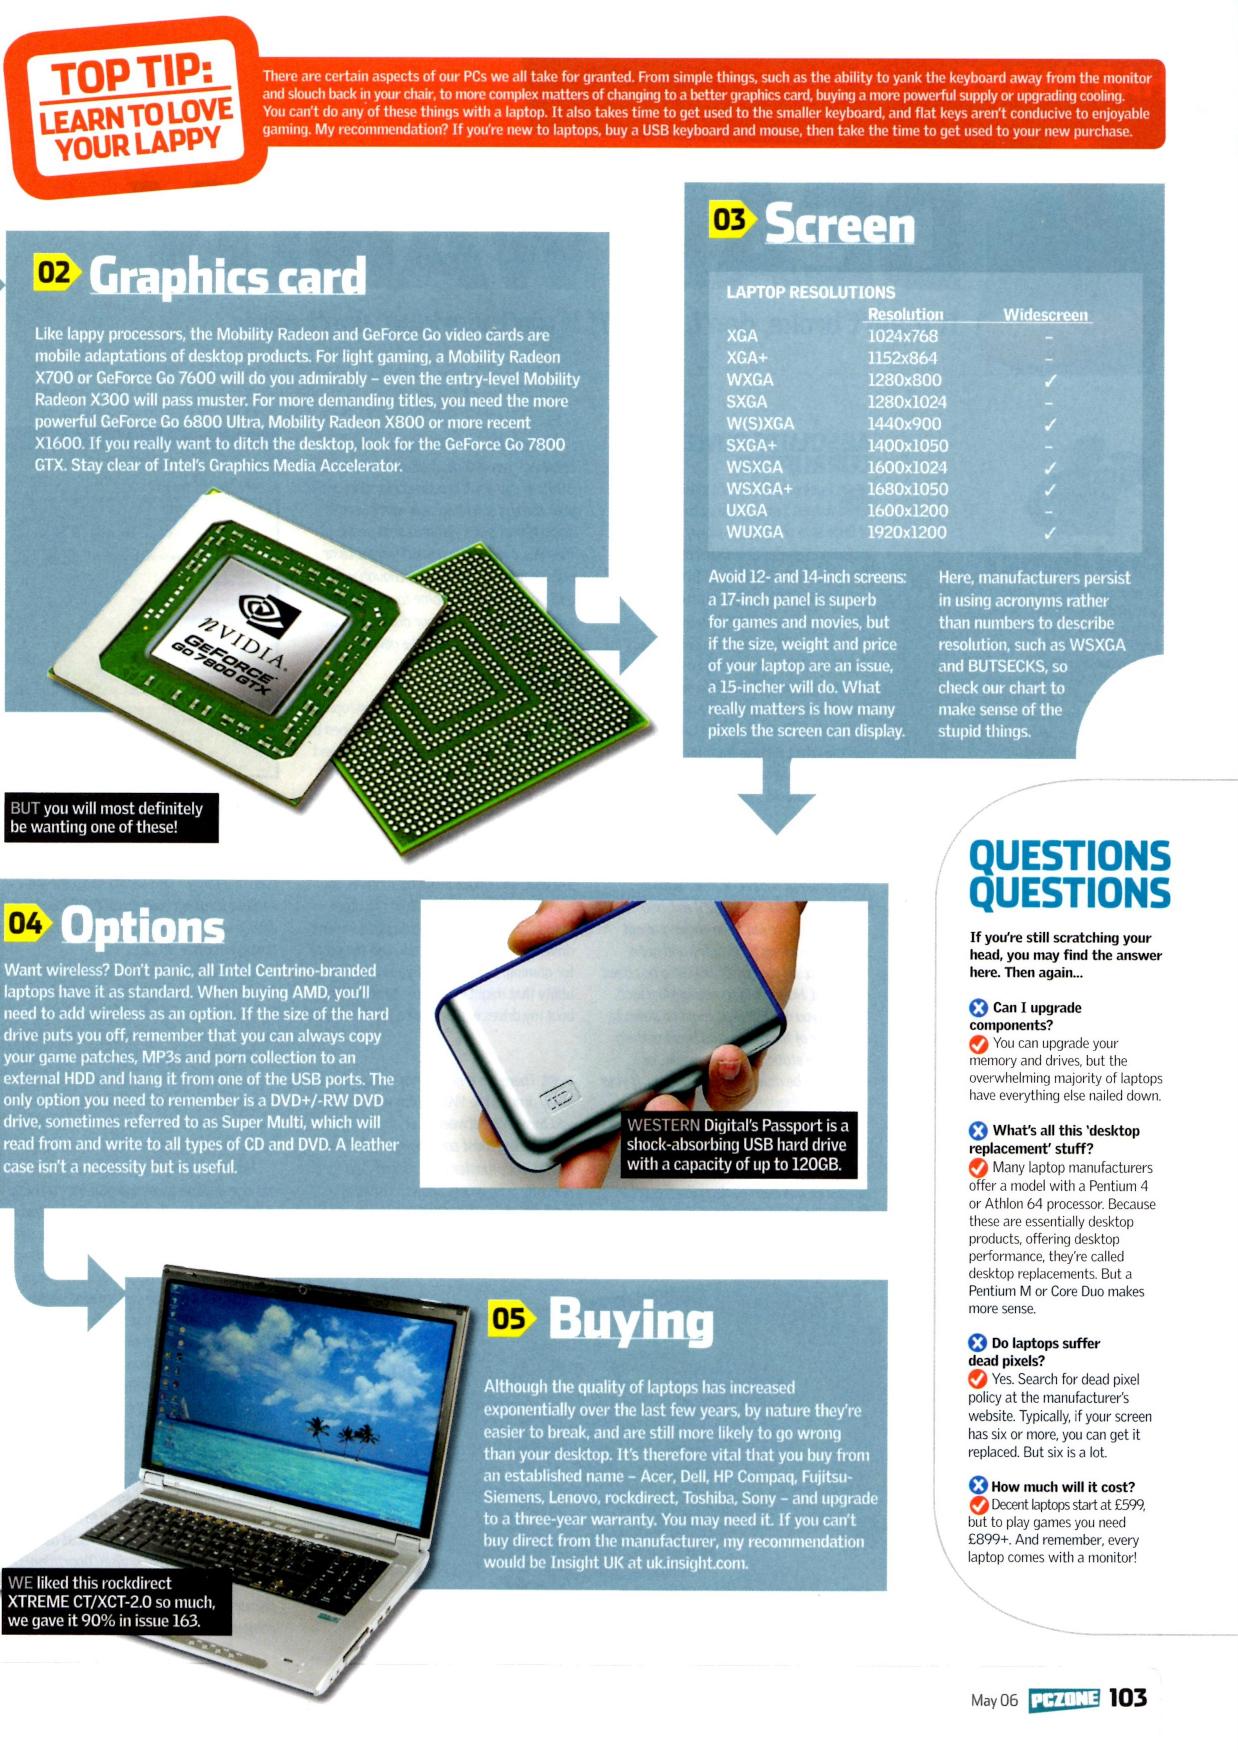 TOP TIP:
LEARN TO LOVE
YOUR LAPPY
There are certain aspects of our PCs we all take for granted. From simple things, such as the ability to yank the keyboard away from the monitor
and slouch back in your chair, to more complex matters of changing to a better graphics card, buying a more powerful supply or upgrading cooling.
You can't do any of these things with a laptop. It also takes time to get used to the smaller keyboard, and flat keys aren't conducive to enjoyable
gaming. My recommendation? If you're new to laptops, buy a USB keyboard and mouse, then take the time to get used to your new purchase.
02 Graphics card
Like lappy processors, the Mobility Radeon and GeForce Go video cards are
mobile adaptations of desktop products. For light gaming, a Mobility Radeon
X700 or GeForce Go 7600 will do you admirably – even the entry-level Mobility
Radeon X300 will pass muster. For more demanding titles, you need the more
powerful GeForce Go 6800 Ultra, Mobility Radeon X800 or more recent
X1600. If you really want to ditch the desktop, look for the GeForce Go 7800
GTX. Stay clear of Intel's Graphics Media Accelerator.
nVIDIA.
GEFORCE
GO 7800 GTX
BUT you will most definitely
be wanting one of these!
03 Screen
LAPTOP RESOLUTIONS
Resolution Widescreen
XGA 1024x768 –
XGA+ 1152x864 –
WXGA 1280x800 ✓
SXGA 1280x1024 –
W(S)XGA 1440x900 ✓
SXGA+ 1400x1050 –
WSXGA 1600x1024 ✓
WSXGA+ 1680x1050 ✓
UXGA 1600x1200 –
WUXGA 1920x1200 ✓
Avoid 12- and 14-inch screens:
a 17-inch panel is superb
for games and movies, but
if the size, weight and price
of your laptop are an issue,
a 15-incher will do. What
really matters is how many
pixels the screen can display.
Here, manufacturers persist
in using acronyms rather
than numbers to describe
resolution, such as WSXGA
and BUTSECKS, so
check our chart to
make sense of the
stupid things.
04 Options
Want wireless? Don't panic, all Intel Centrino-branded
laptops have it as standard. When buying AMD, you'll
need to add wireless as an option. If the size of the hard
drive puts you off, remember that you can always copy
your game patches, MP3s and porn collection to an
external HDD and hang it from one of the USB ports. The
only option you need to remember is a DVD+/-RW DVD
drive, sometimes referred to as Super Multi, which will
read from and write to all types of CD and DVD. A leather
case isn't a necessity but is useful.
WD
WESTERN Digital's Passport is a
shock-absorbing USB hard drive
with a capacity of up to 120GB.
05 Buying
Although the quality of laptops has increased
exponentially over the last few years, by nature they're
easier to break, and are still more likely to go wrong
than your desktop. It's therefore vital that you buy from
an established name – Acer, Dell, HP Compaq, Fujitsu-
Siemens, Lenovo, rockdirect, Toshiba, Sony – and upgrade
to a three-year warranty. You may need it. If you can't
buy direct from the manufacturer, my recommendation
would be Insight UK at uk.insight.com.
WE liked this rockdirect
XTREME CT/XCT-2.0 so much,
we gave it 90% in issue 163.
QUESTIONS
QUESTIONS
If you're still scratching your
head, you may find the answer
here. Then again...
Can I upgrade
components?
You can upgrade your
memory and drives, but the
overwhelming majority of laptops
have everything else nailed down.
What's all this 'desktop
replacement' stuff?
Many laptop manufacturers
offer a model with a Pentium 4
or Athlon 64 processor. Because
these are essentially desktop
products, offering desktop
performance, they're called
desktop replacements. But a
Pentium M or Core Duo makes
more sense.
Do laptops suffer
dead pixels?
Yes. Search for dead pixel
policy at the manufacturer's
website. Typically, if your screen
has six or more, you can get it
replaced. But six is a lot.
How much will it cost?
Decent laptops start at £599,
but to play games you need
£899+. And remember, every
laptop comes with a monitor!
May 06 PCZONE 103